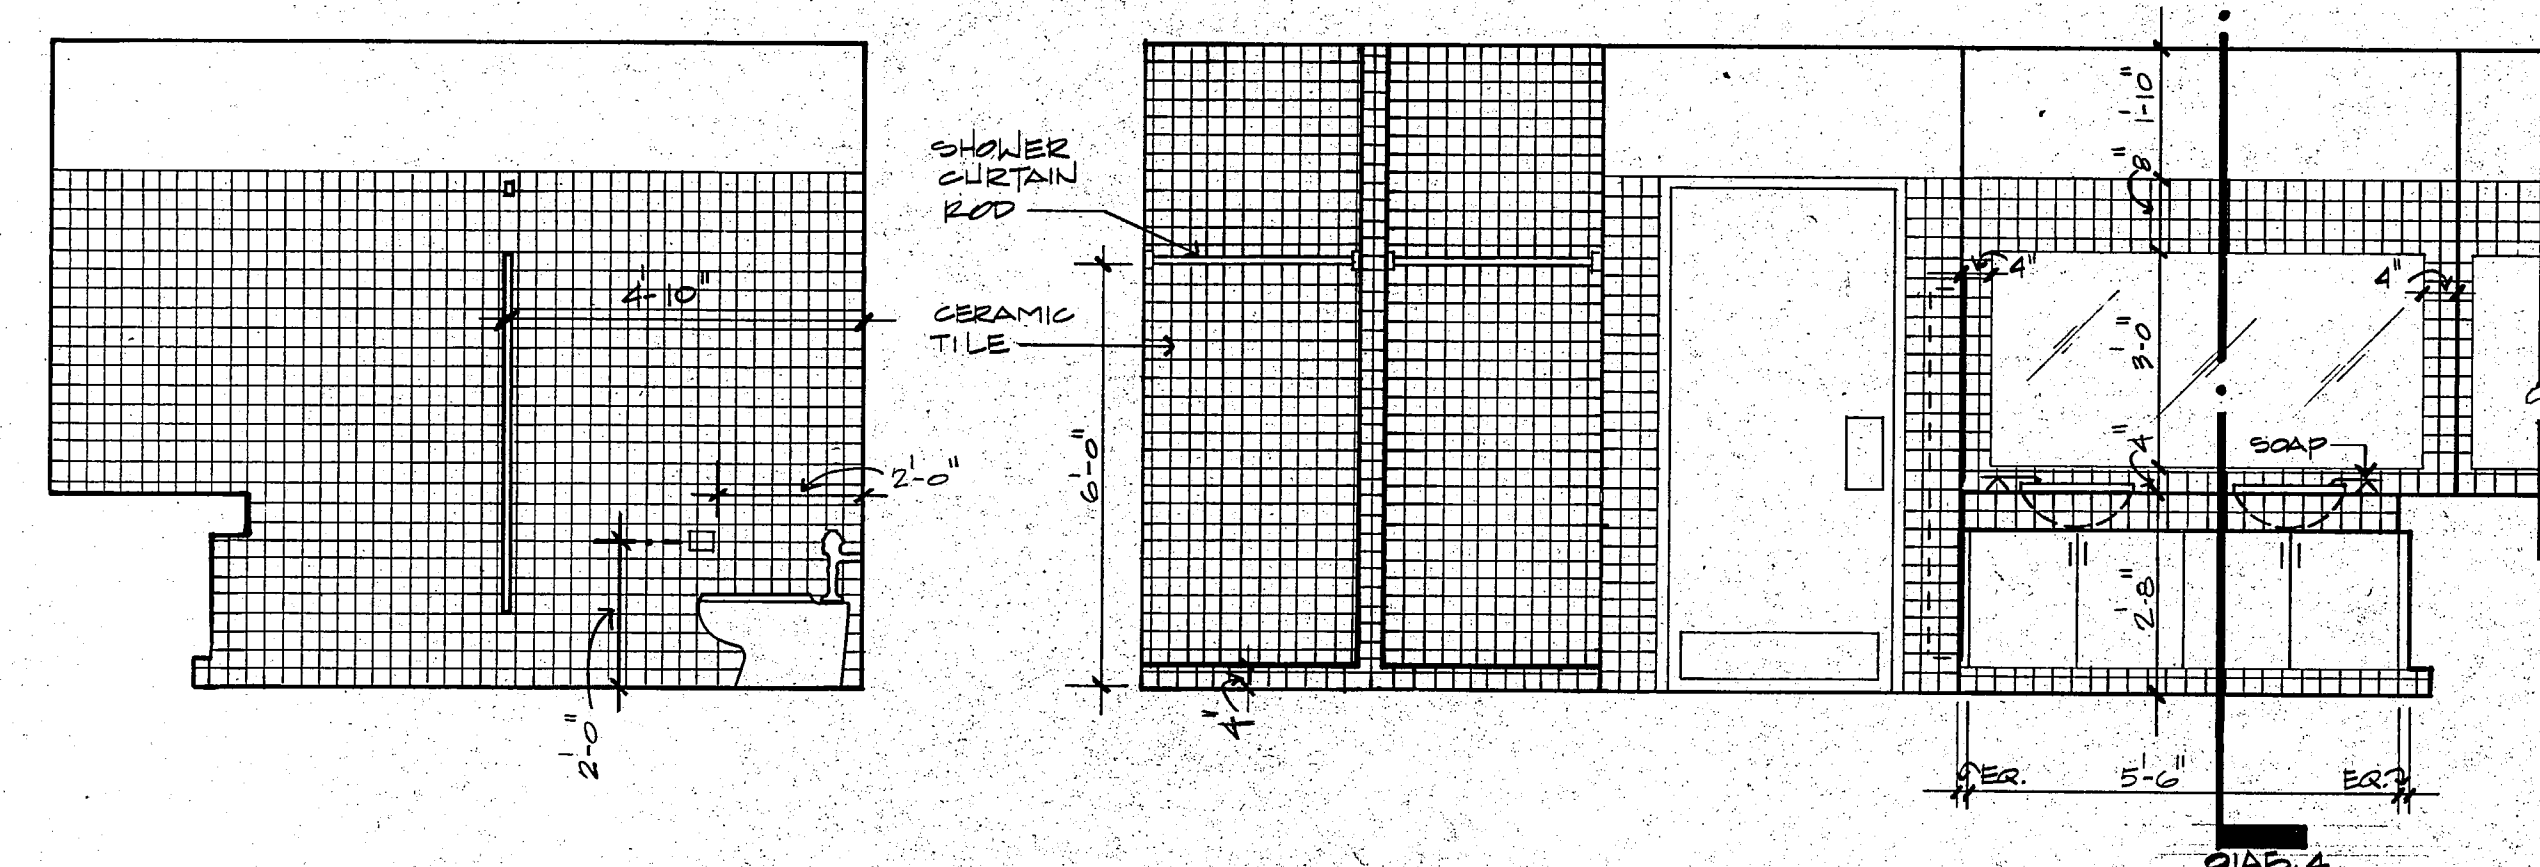 4'-10"
2'-0"
2'-0"
SHOWER
CURTAIN
ROD
CERAMIC
TILE
6'-0"
4"
1'-10"
8"
4"
4"
3'-0"
SOAP
4"
2'-8"
EQ.
5'-6"
EQ.